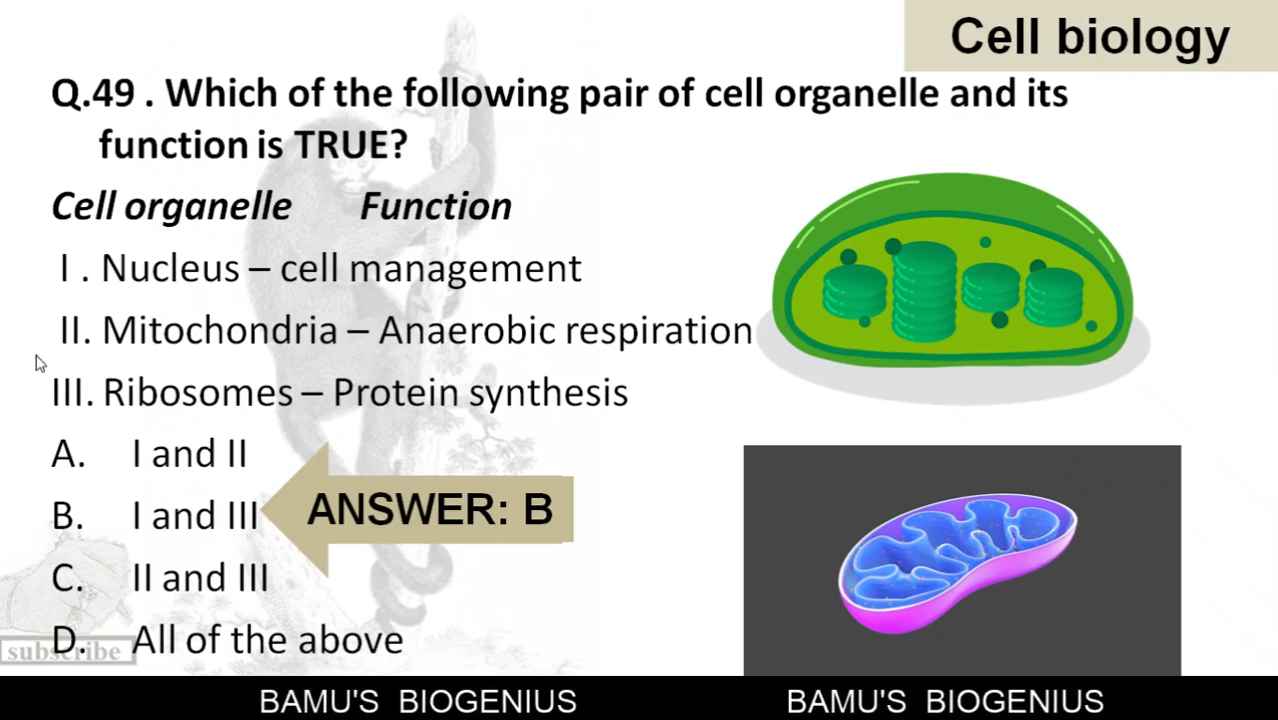 Cell biology
Q.49 . Which of the following pair of cell organelle and its
function is TRUE?
Cell organelle Function
I . Nucleus – cell management
II. Mitochondria – Anaerobic respiration
III. Ribosomes – Protein synthesis
A. I and II
B. I and III
ANSWER: B
C. II and III
D. All of the above
subscribe
BAMU'S BIOGENIUS BAMU'S BIOGENIUS